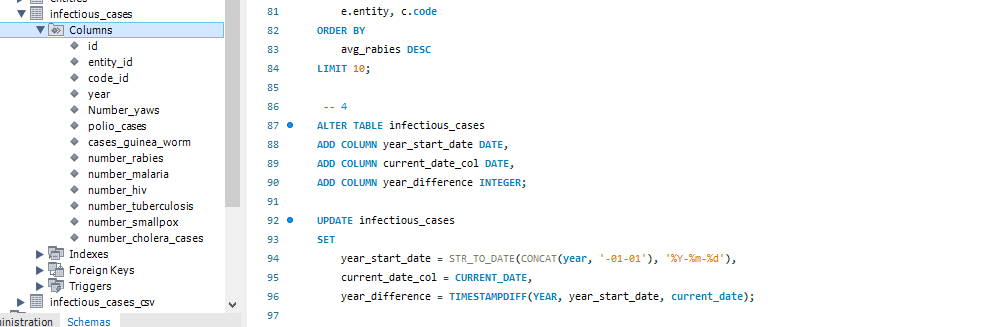 entities
infectious_cases
Columns
id
entity_id
code_id
year
Number_yaws
polio_cases
cases_guinea_worm
number_rabies
number_malaria
number_hiv
number_tuberculosis
number_smallpox
number_cholera_cases
Indexes
Foreign Keys
Triggers
infectious_cases_csv
ministration Schemas
81 e.entity, c.code
82 ORDER BY
83 avg_rabies DESC
84 LIMIT 10;
85
86 -- 4
87 ALTER TABLE infectious_cases
88 ADD COLUMN year_start_date DATE,
89 ADD COLUMN current_date_col DATE,
90 ADD COLUMN year_difference INTEGER;
91
92 UPDATE infectious_cases
93 SET
94 year_start_date = STR_TO_DATE(CONCAT(year, '-01-01'), '%Y-%m-%d'),
95 current_date_col = CURRENT_DATE,
96 year_difference = TIMESTAMPDIFF(YEAR, year_start_date, current_date);
97